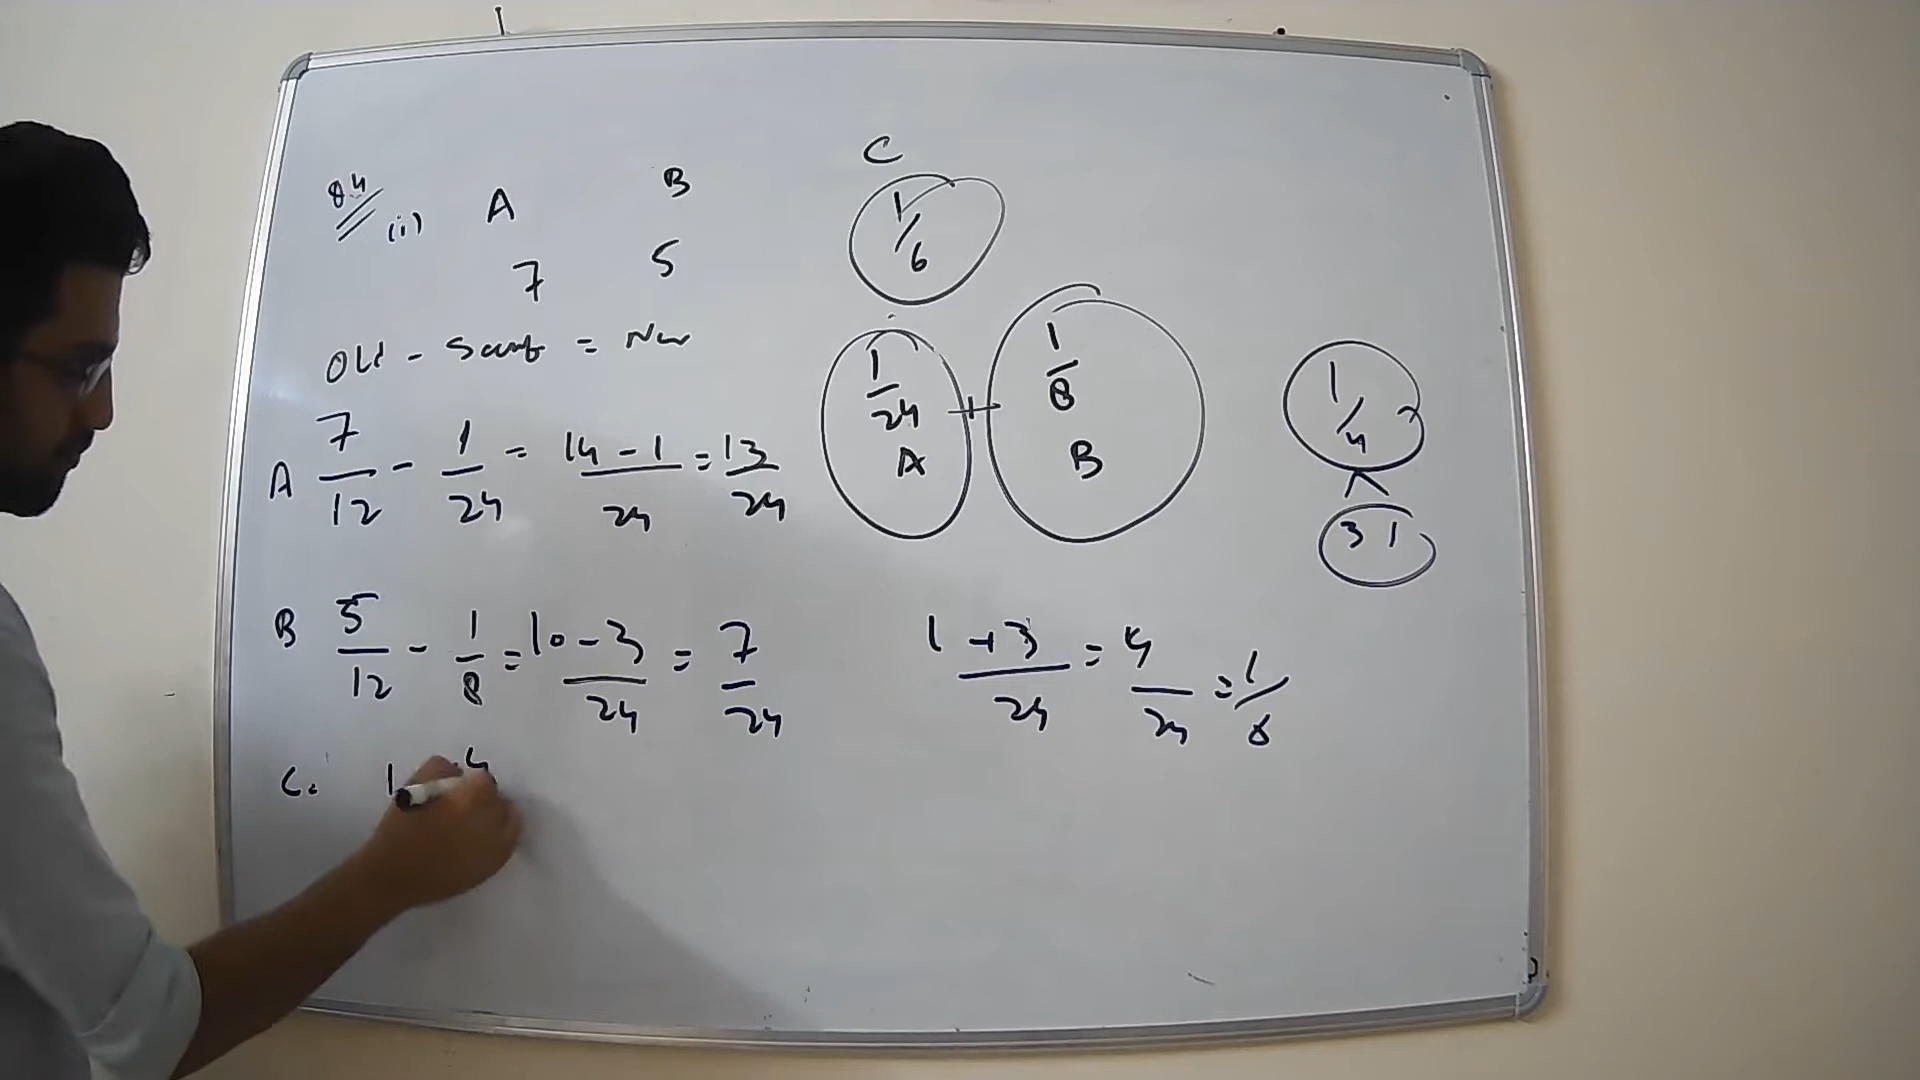 84 (ii) A B
7 5
C
1/6
Old - Sacrf = New
1/24 + 1/8
A B
1/4
3 1
A 7/12 - 1/24 = 14 - 1/24 = 13/24
B 5/12 - 1/8 = 10 - 3/24 = 7/24
1 + 3/24 = 4/24 = 1/6
C. 1 4